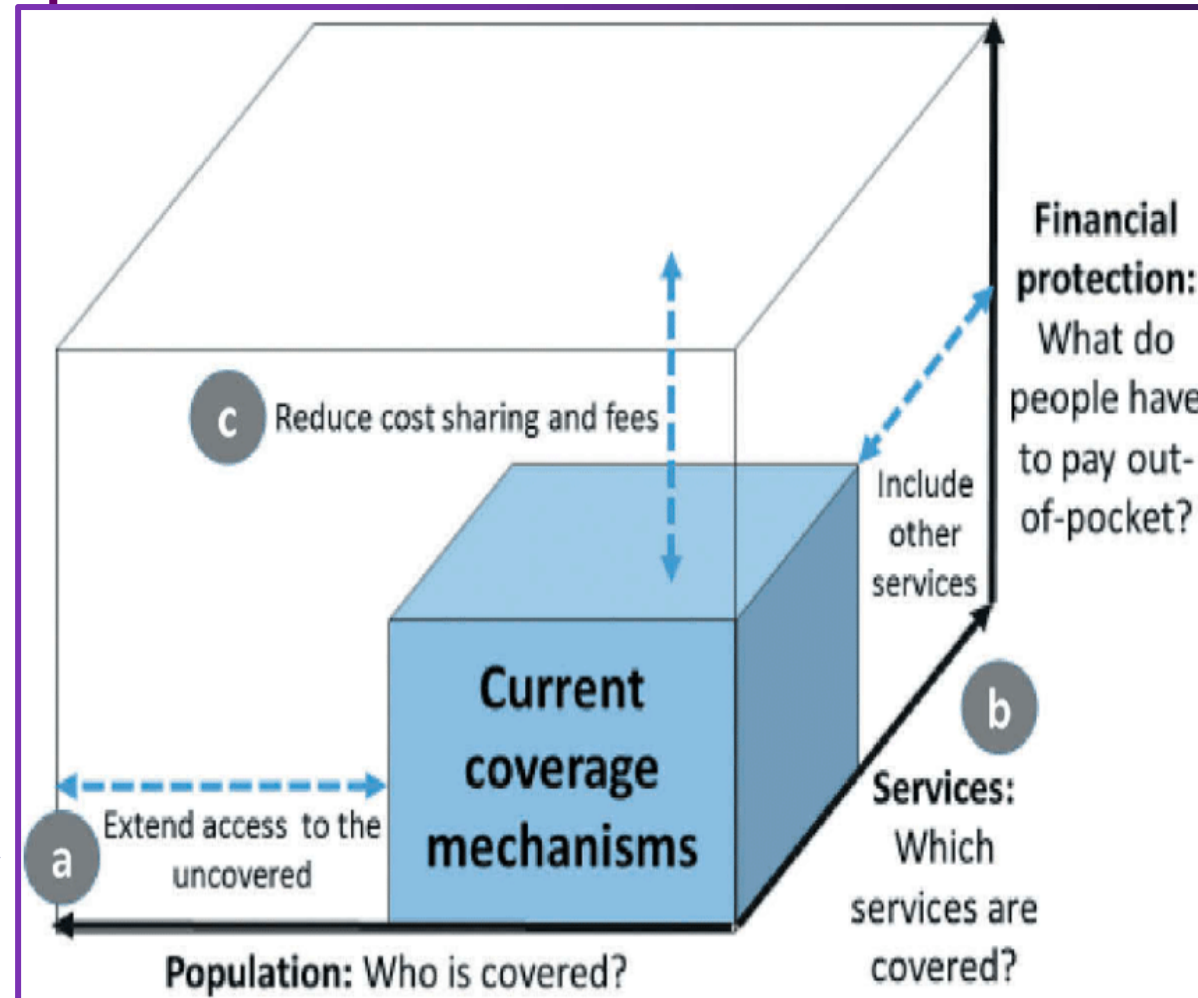 Financial
protection:
What do
people have
to pay out-
of-pocket?
c
Reduce cost sharing and fees
Include
other
services
Current
coverage
mechanisms
b
Services:
Which
services are
covered?
a
Extend access to the
uncovered
Population: Who is covered?